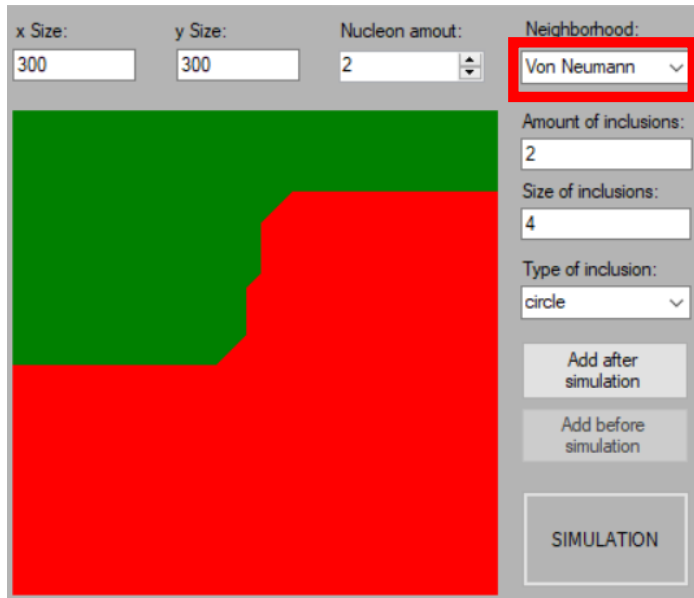 x Size:
y Size:
Nucleon amout:
Neighborhood:
300
300
2
Von Neumann
Amount of inclusions:
2
Size of inclusions:
4
Type of inclusion:
circle
Add after
simulation
Add before
simulation
SIMULATION